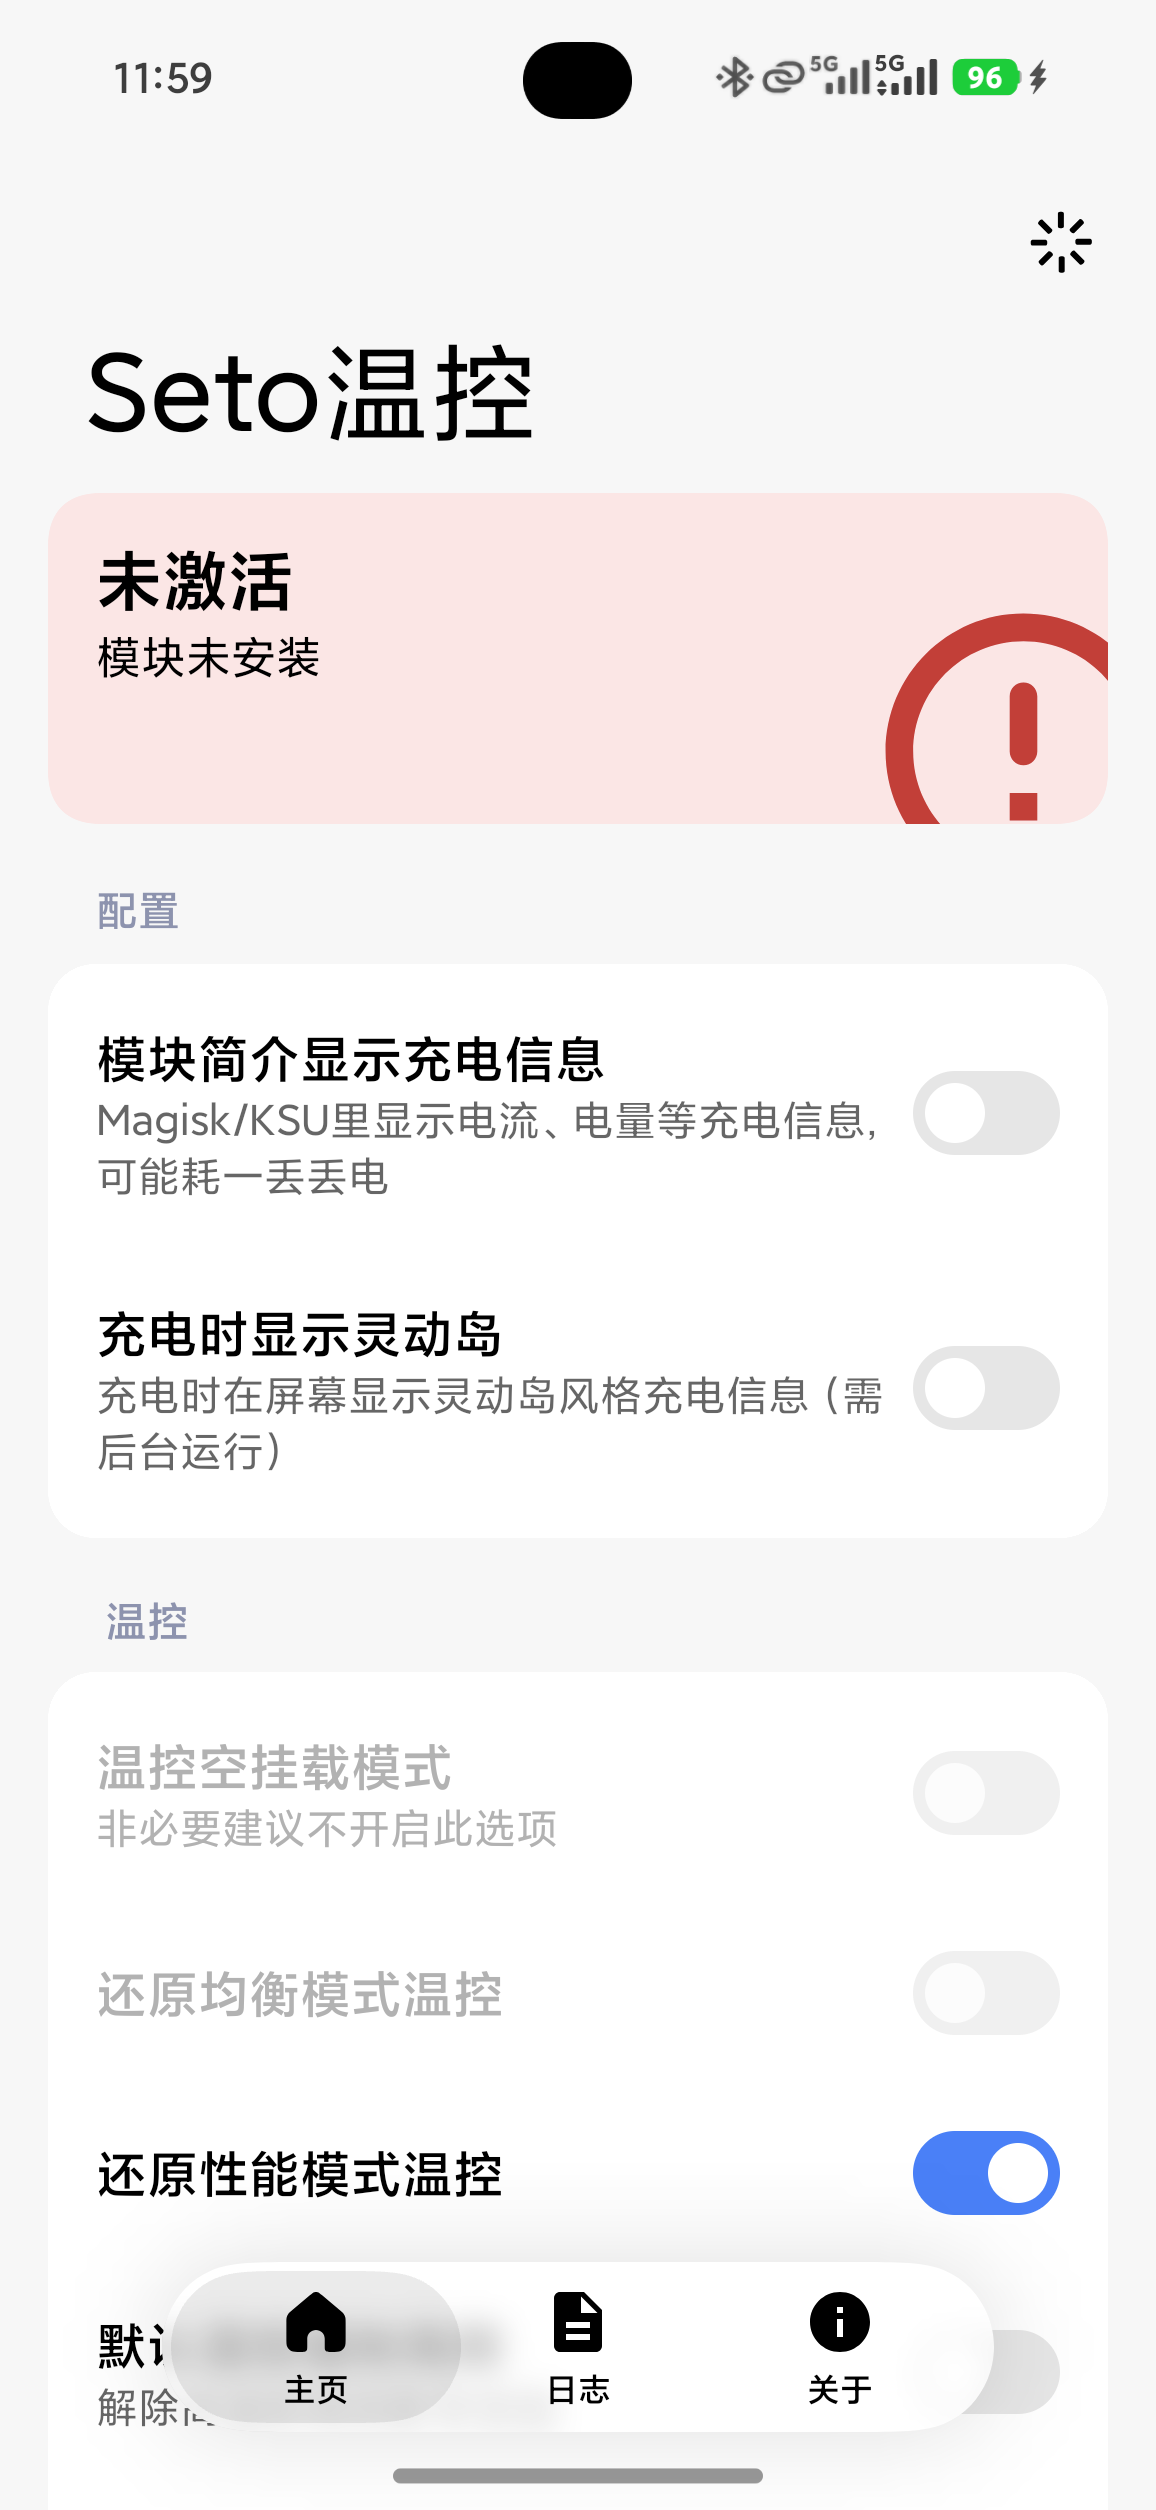 11:59
5G 5G 96
Seto温控
未激活
模块未安装
配置
模块简介显示充电信息
Magisk/KSU里显示电流、电量等充电信息,
可能耗一丢丢电
充电时显示灵动岛
充电时在屏幕显示灵动岛风格充电信息（需
后台运行）
温控
温控空挂载模式
非必要建议不开启此选项
还原均衡模式温控
还原性能模式温控
默
解除
主页 日志 关于